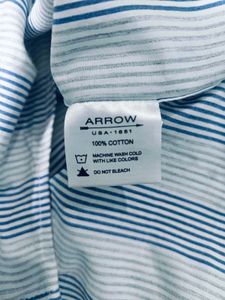 ARROW
USA-1851
100% COTTON
MACHINE WASH COLD
WITH LIKE COLORS
DO NOT BLEACH